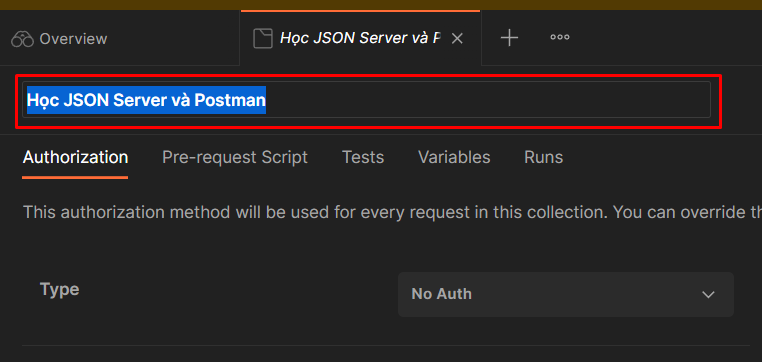 Overview
Học JSON Server và P
Học JSON Server và Postman
Authorization Pre-request Script Tests Variables Runs
This authorization method will be used for every request in this collection. You can override th
Type No Auth